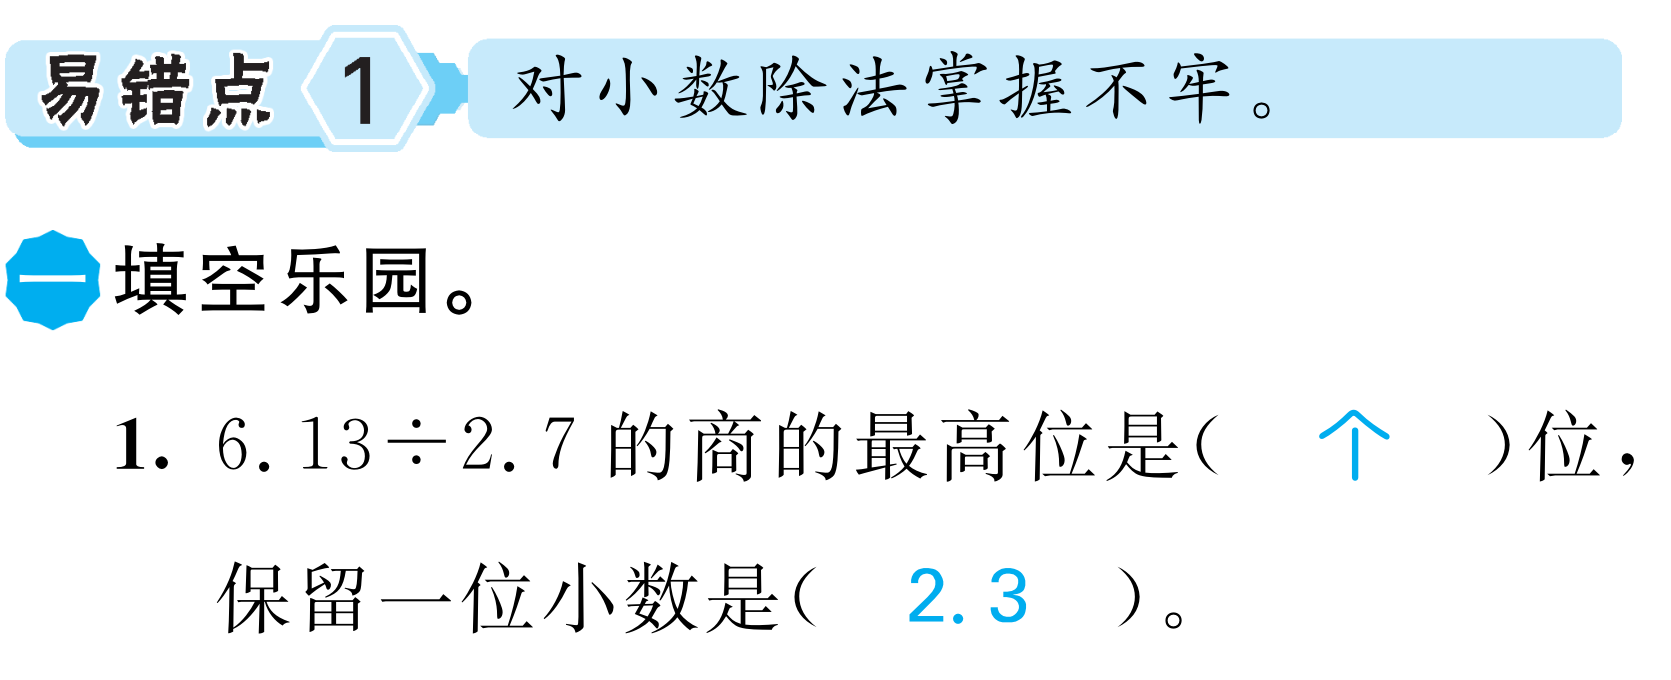 易错点 1 对小数除法掌握不牢。
一 填空乐园。
1. 6.13÷2.7 的商的最高位是( 个 )位，
保留一位小数是( 2.3 )。